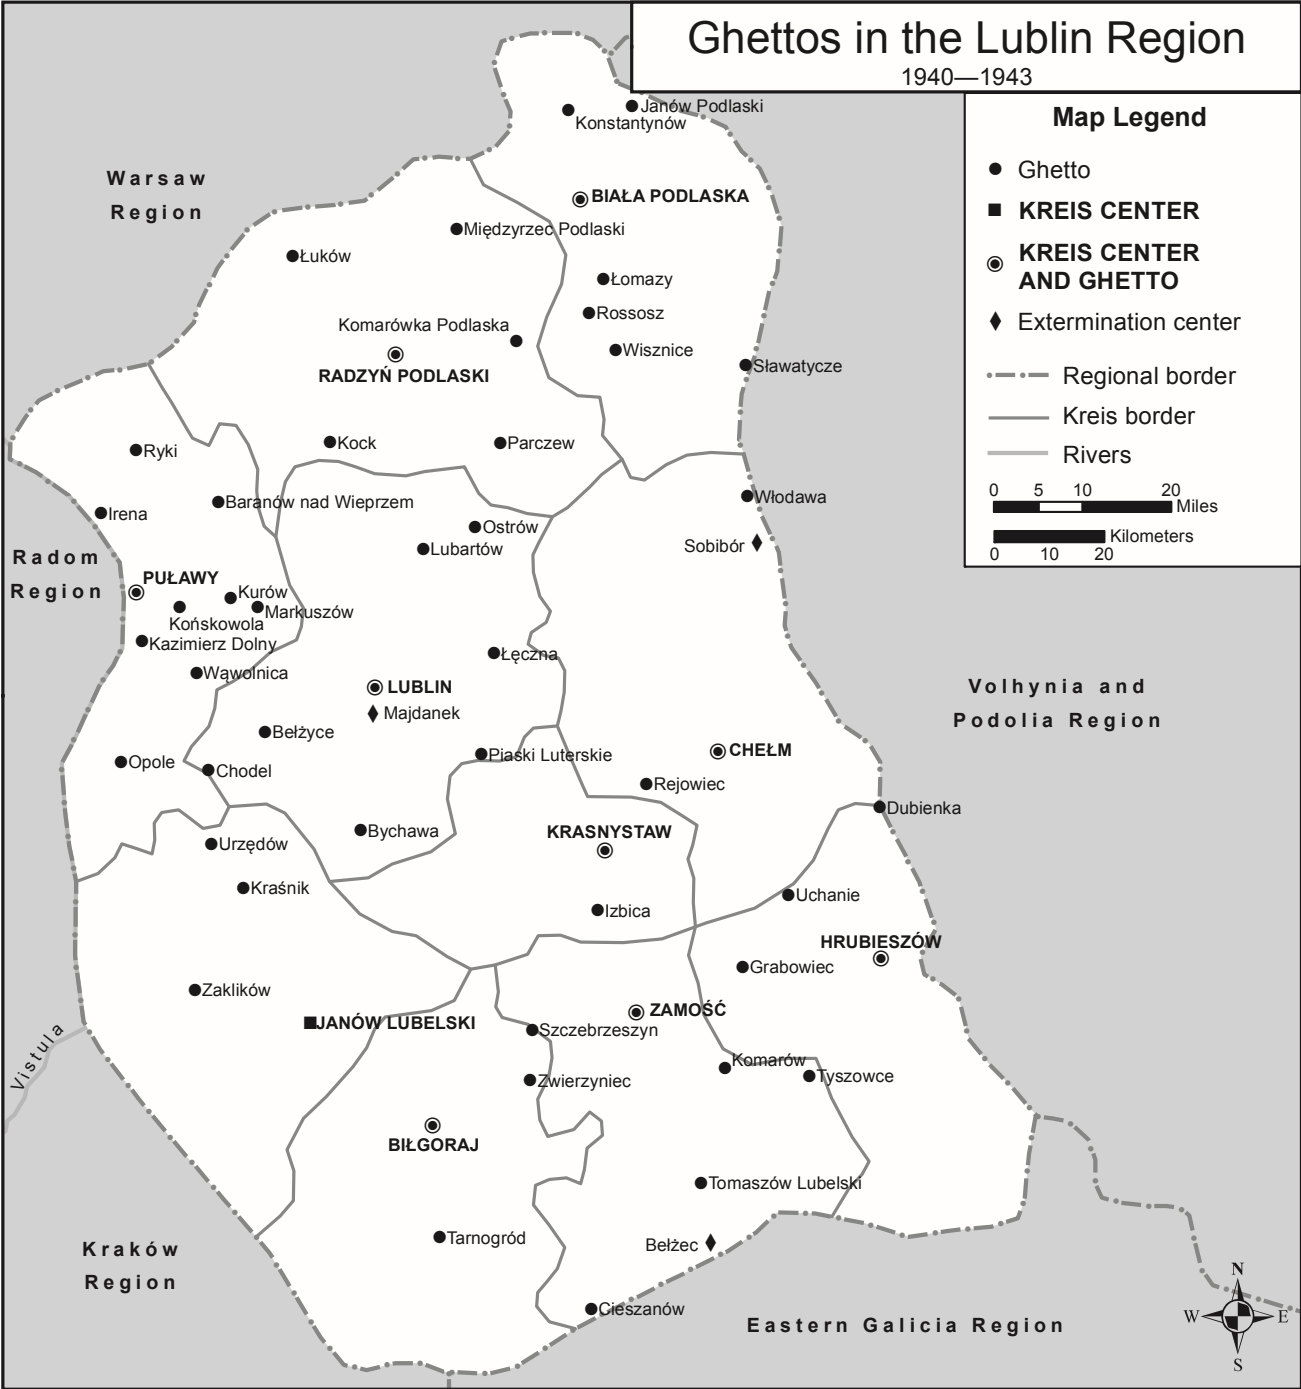 Ghettos in the Lublin Region
1940—1943
Map Legend
Ghetto
KREIS CENTER
KREIS CENTER
AND GHETTO
Extermination center
Regional border
Kreis border
Rivers
0 5 10 20
Miles
Kilometers
0 10 20
Janów Podlaski
Konstantynów
Warsaw
Region
BIAŁA PODLASKA
Międzyrzec Podlaski
Łuków
Łomazy
Rossosz
Komarówka Podlaska
Wisznice
RADZYŃ PODLASKI
Sławatycze
Kock
Parczew
Ryki
Baranów nad Wieprzem
Irena
Włodawa
Ostrów
Lubartów
Sobibór
Radom
Region
PUŁAWY
Kurów
Markuszów
Końskowola
Kazimierz Dolny
Wąwolnica
Łęczna
LUBLIN
Majdanek
Volhynia and
Podolia Region
Bełżyce
Piaski Luterskie
CHEŁM
Opole
Chodel
Rejowiec
Dubienka
Bychawa
KRASNYSTAW
Urzędów
Kraśnik
Uchanie
Izbica
HRUBIESZÓW
Grabowiec
Zaklików
ZAMOŚĆ
JANÓW LUBELSKI
Szczebrzeszyn
Vistula
Komarów
Tyszowce
Zwierzyniec
BIŁGORAJ
Tomaszów Lubelski
Tarnogród
Bełżec
Kraków
Region
Cieszanów
Eastern Galicia Region
N
W E
S